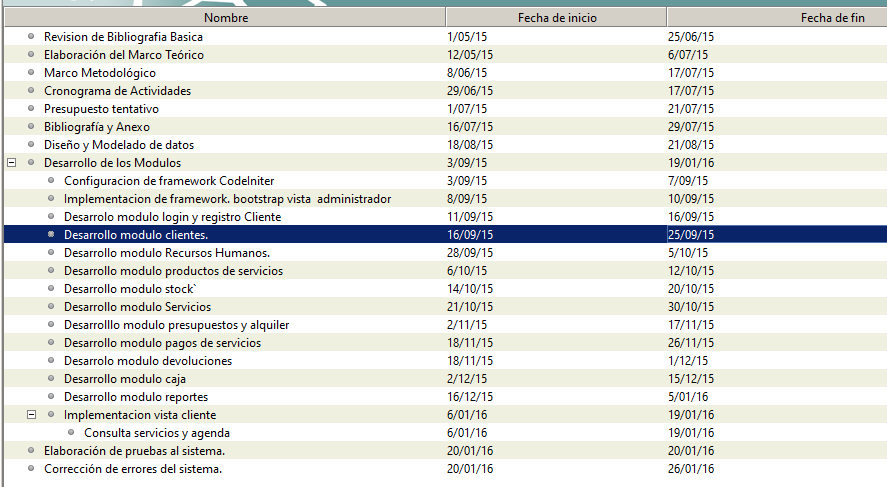 Nombre Fecha de inicio Fecha de fin
Revision de Bibliografia Basica 1/05/15 25/06/15
Elaboración del Marco Teórico 12/05/15 6/07/15
Marco Metodológico 8/06/15 17/07/15
Cronograma de Actividades 29/06/15 17/07/15
Presupuesto tentativo 1/07/15 21/07/15
Bibliografía y Anexo 16/07/15 29/07/15
Diseño y Modelado de datos 18/08/15 21/08/15
Desarrollo de los Modulos 3/09/15 19/01/16
Configuracion de framework CodeIniter 3/09/15 7/09/15
Implementacion de framework. bootstrap vista administrador 8/09/15 10/09/15
Desarrolo modulo login y registro Cliente 11/09/15 16/09/15
Desarrollo modulo clientes. 16/09/15 25/09/15
Desarrollo modulo Recursos Humanos. 28/09/15 5/10/15
Desarrollo modulo productos de servicios 6/10/15 12/10/15
Desarrollo modulo stock` 14/10/15 20/10/15
Desarrollo modulo Servicios 21/10/15 30/10/15
Desarrolllo modulo presupuestos y alquiler 2/11/15 17/11/15
Desarrollo modulo pagos de servicios 18/11/15 26/11/15
Desarrolo modulo devoluciones 18/11/15 1/12/15
Desarrollo modulo caja 2/12/15 15/12/15
Desarrollo modulo reportes 16/12/15 5/01/16
Implementacion vista cliente 6/01/16 19/01/16
Consulta servicios y agenda 6/01/16 19/01/16
Elaboración de pruebas al sistema. 20/01/16 20/01/16
Corrección de errores del sistema. 20/01/16 26/01/16